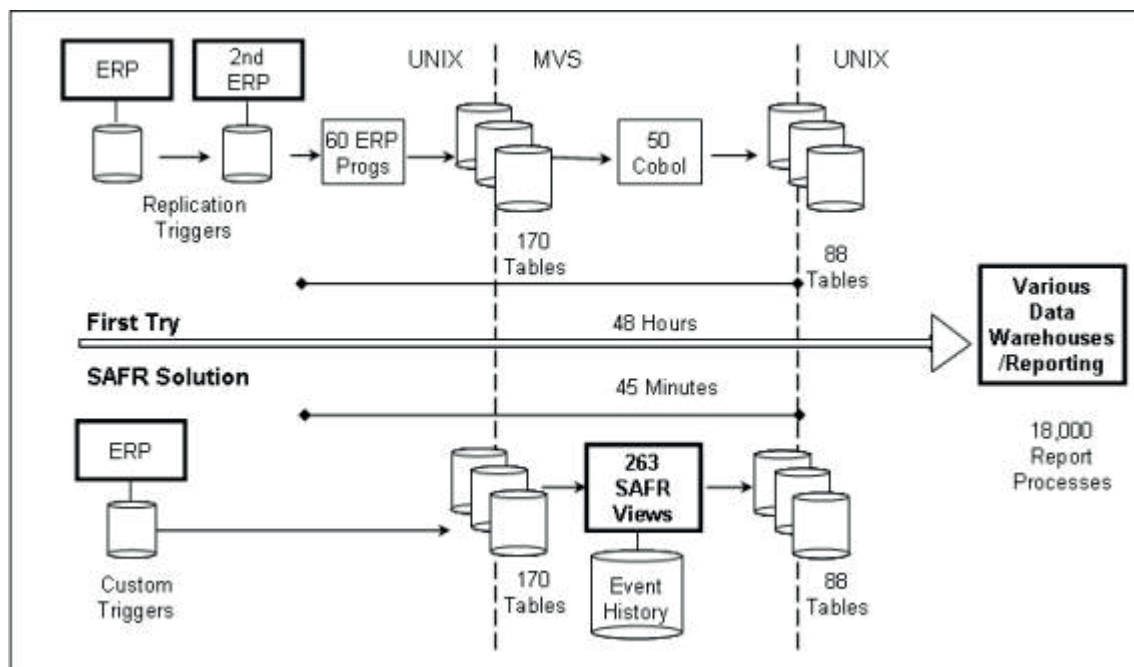 ERP
2nd
ERP
UNIX
MVS
UNIX
60 ERP
Progs
50
Cobol
Replication
Triggers
170
Tables
88
Tables
Various
Data
Warehouses
/Reporting
First Try
48 Hours
SAFR Solution
45 Minutes
18,000
Report
Processes
ERP
263
SAFR
Views
Custom
Triggers
170
Tables
Event
History
88
Tables